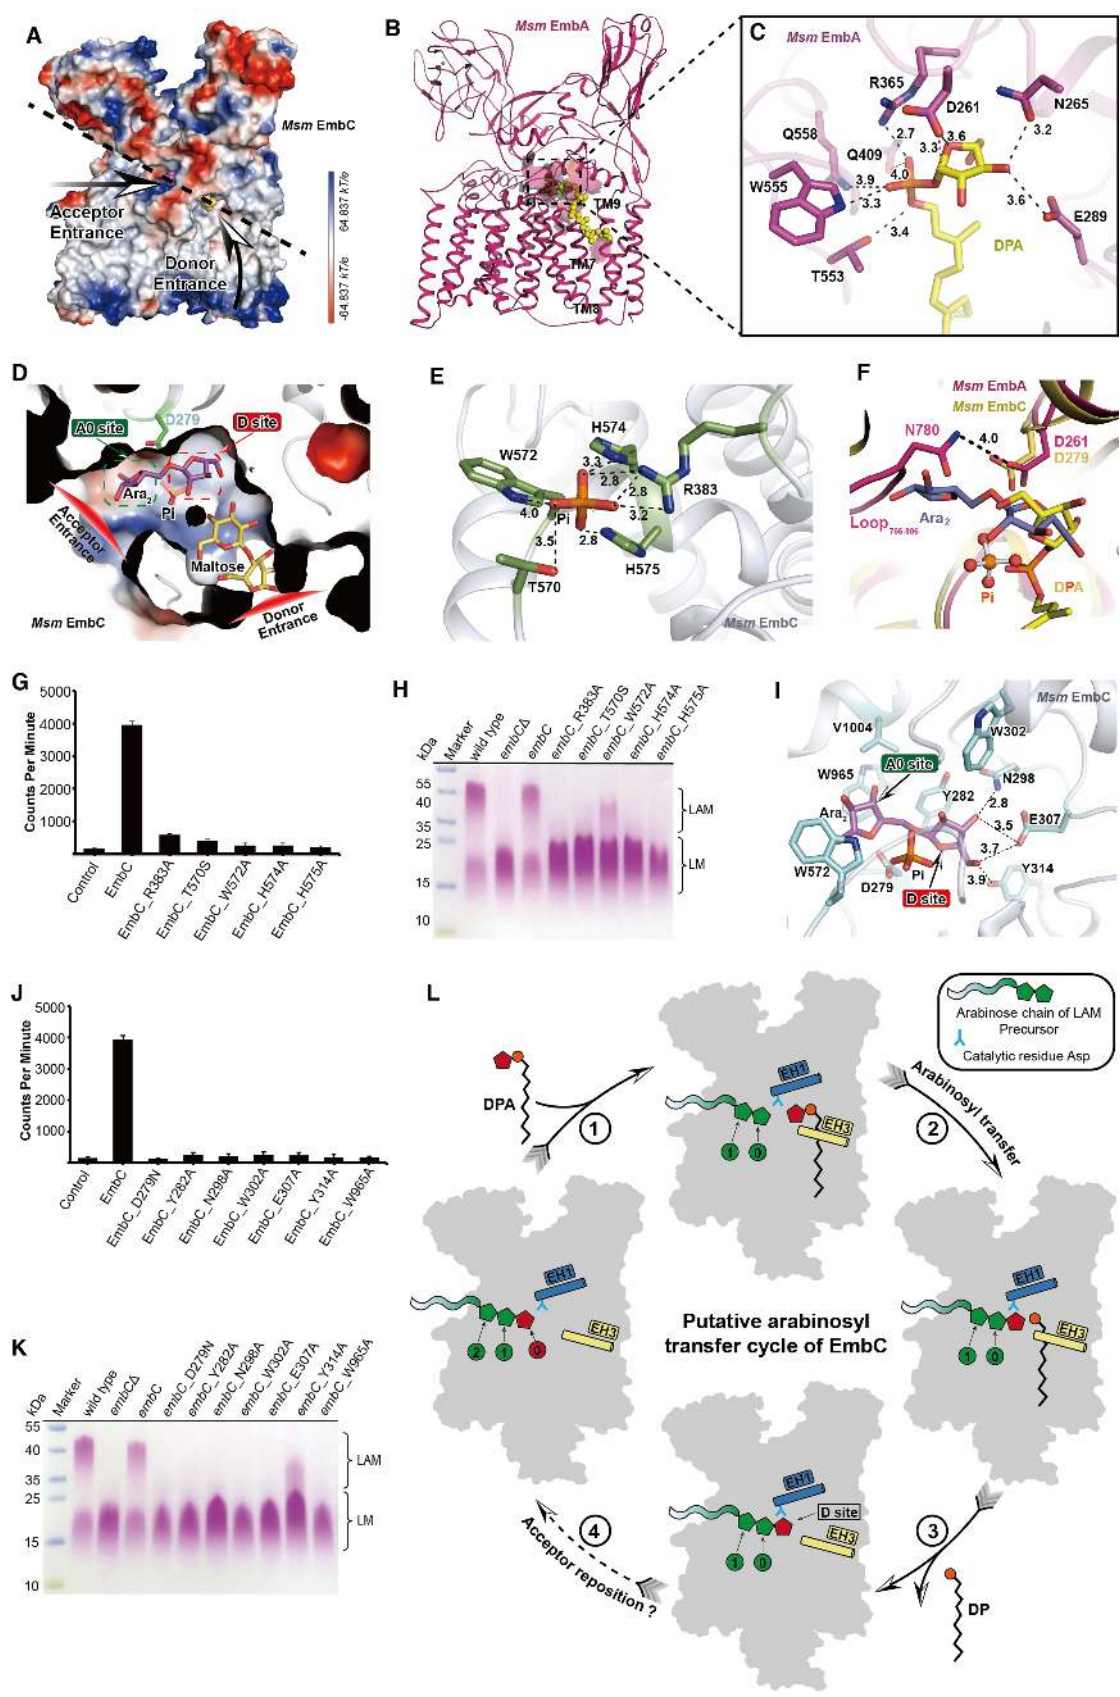 A
Msm EmbC
Acceptor
Entrance
Donor
Entrance
64.837 kT/e
-64.837 kT/e
B
Msm EmbA
TM9
TM7
TM8
C
Msm EmbA
R365
D261
N265
Q558
Q409
W555
T553
E289
DPA
2.7
3.6
3.3
3.2
3.9
4.0
3.3
3.4
3.6
D
D279
A0 site
D site
Ara2
Pi
Acceptor
Entrance
Maltose
Donor
Entrance
Msm EmbC
E
H574
W572
R383
3.3
2.8
2.8
4.0
Pi
3.2
3.5
2.8
H575
T570
Msm EmbC
F
Msm EmbA
Msm EmbC
N780
4.0
D261
D279
Loop766-806
Ara2
DPA
Pi
G
Counts Per Minute
5000
4000
3000
2000
1000
Control
EmbC
EmbC_R383A
EmbC_T570S
EmbC_W572A
EmbC_H574A
EmbC_H575A
H
kDa
Marker
wild type
embCΔ
embC
embC_R383A
embC_T570S
embC_W572A
embC_H574A
embC_H575A
55
40
35
25
15
10
LAM
LM
I
Msm EmbC
V1004
W302
A0 site
N298
W965
Y282
2.8
Ara2
3.5
E307
3.7
W572
D279
Pi
3.9
Y314
D site
J
Counts Per Minute
5000
4000
3000
2000
1000
Control
EmbC
EmbC_D279N
EmbC_Y282A
EmbC_N298A
EmbC_W302A
EmbC_E307A
EmbC_Y314A
EmbC_W965A
K
kDa
Marker
wild type
embCΔ
embC
embC_D279N
embC_Y282A
embC_N298A
embC_W302A
embC_E307A
embC_Y314A
embC_W965A
55
40
35
25
15
10
LAM
LM
L
Arabinose chain of LAM
Precursor
Catalytic residue Asp
DPA
1
EH1
EH3
1
0
2
Arabinosyl transfer
EH1
EH3
2
1
0
Putative arabinosyl
transfer cycle of EmbC
EH1
EH3
1
0
EH1
D site
EH3
1
0
4
Acceptor reposition ?
3
DP